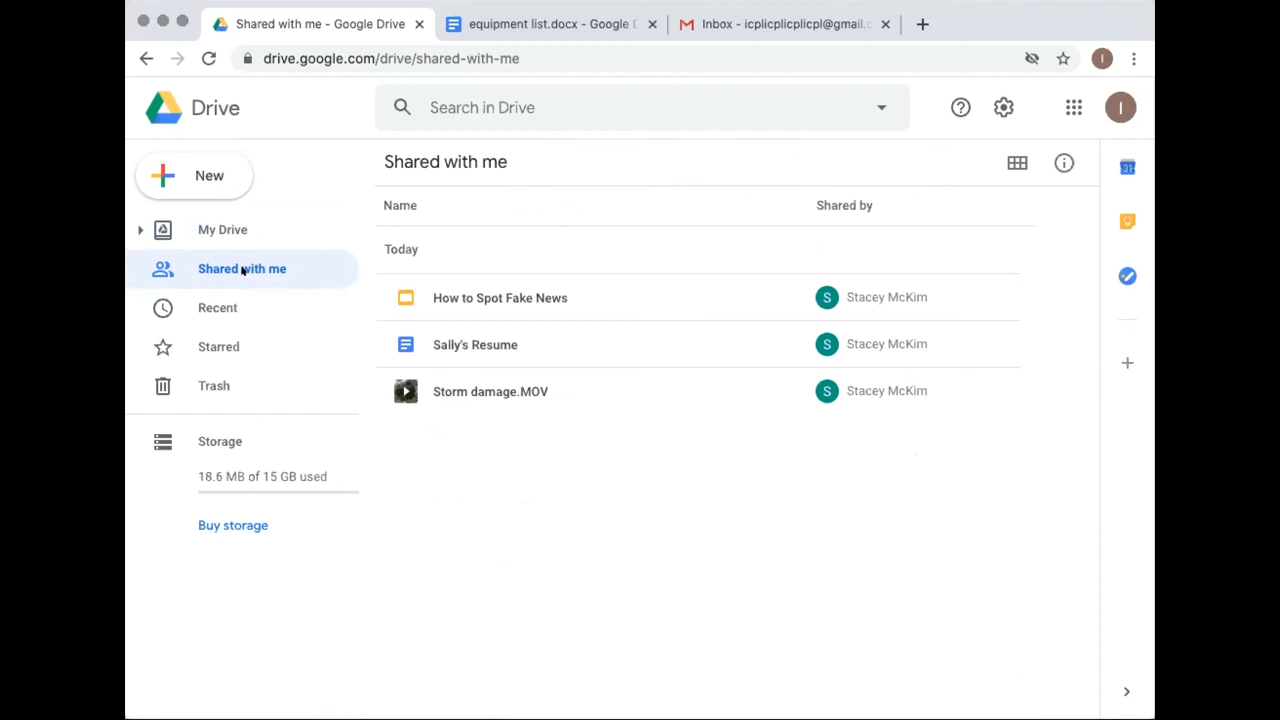 Shared with me - Google Drive
equipment list.docx - Google D
Inbox - icplicplicplicpl@gmail.c
drive.google.com/drive/shared-with-me
I
Drive
Search in Drive
I
New
Shared with me
31
My Drive
Name
Shared by
Shared with me
Today
Recent
How to Spot Fake News
S
Stacey McKim
Starred
Sally's Resume
S
Stacey McKim
Trash
Storm damage.MOV
S
Stacey McKim
Storage
18.6 MB of 15 GB used
Buy storage